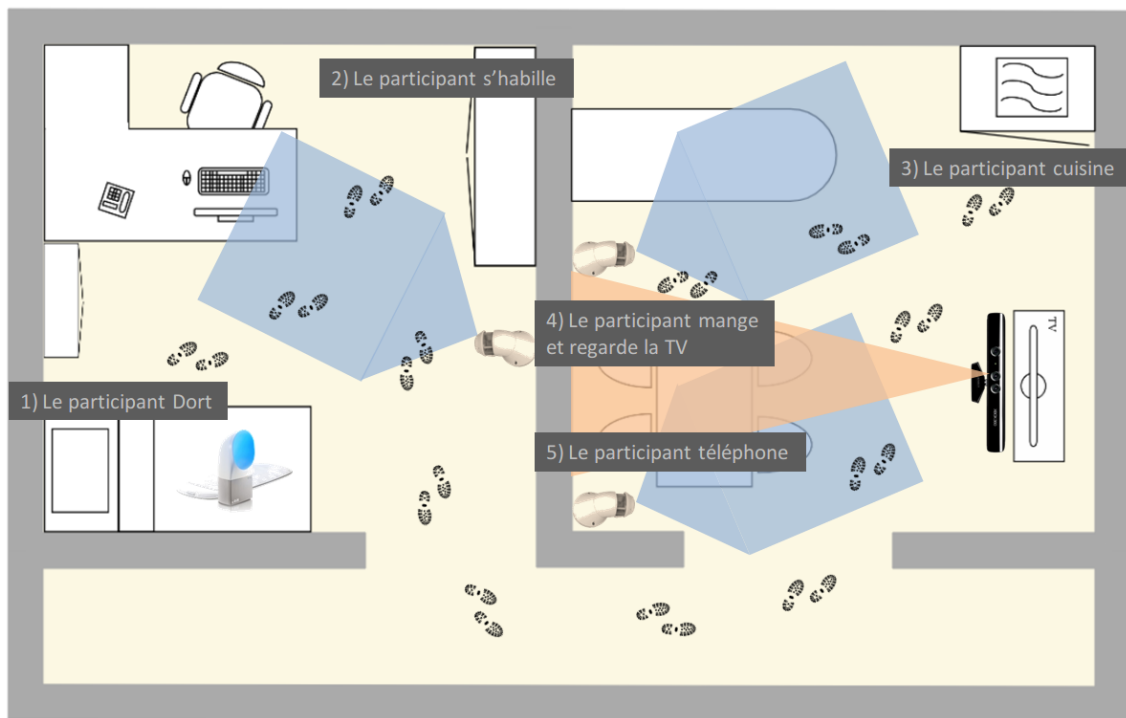 2) Le participant s’habille
3) Le participant cuisine
4) Le participant mange
et regarde la TV
TV
1) Le participant Dort
5) Le participant téléphone